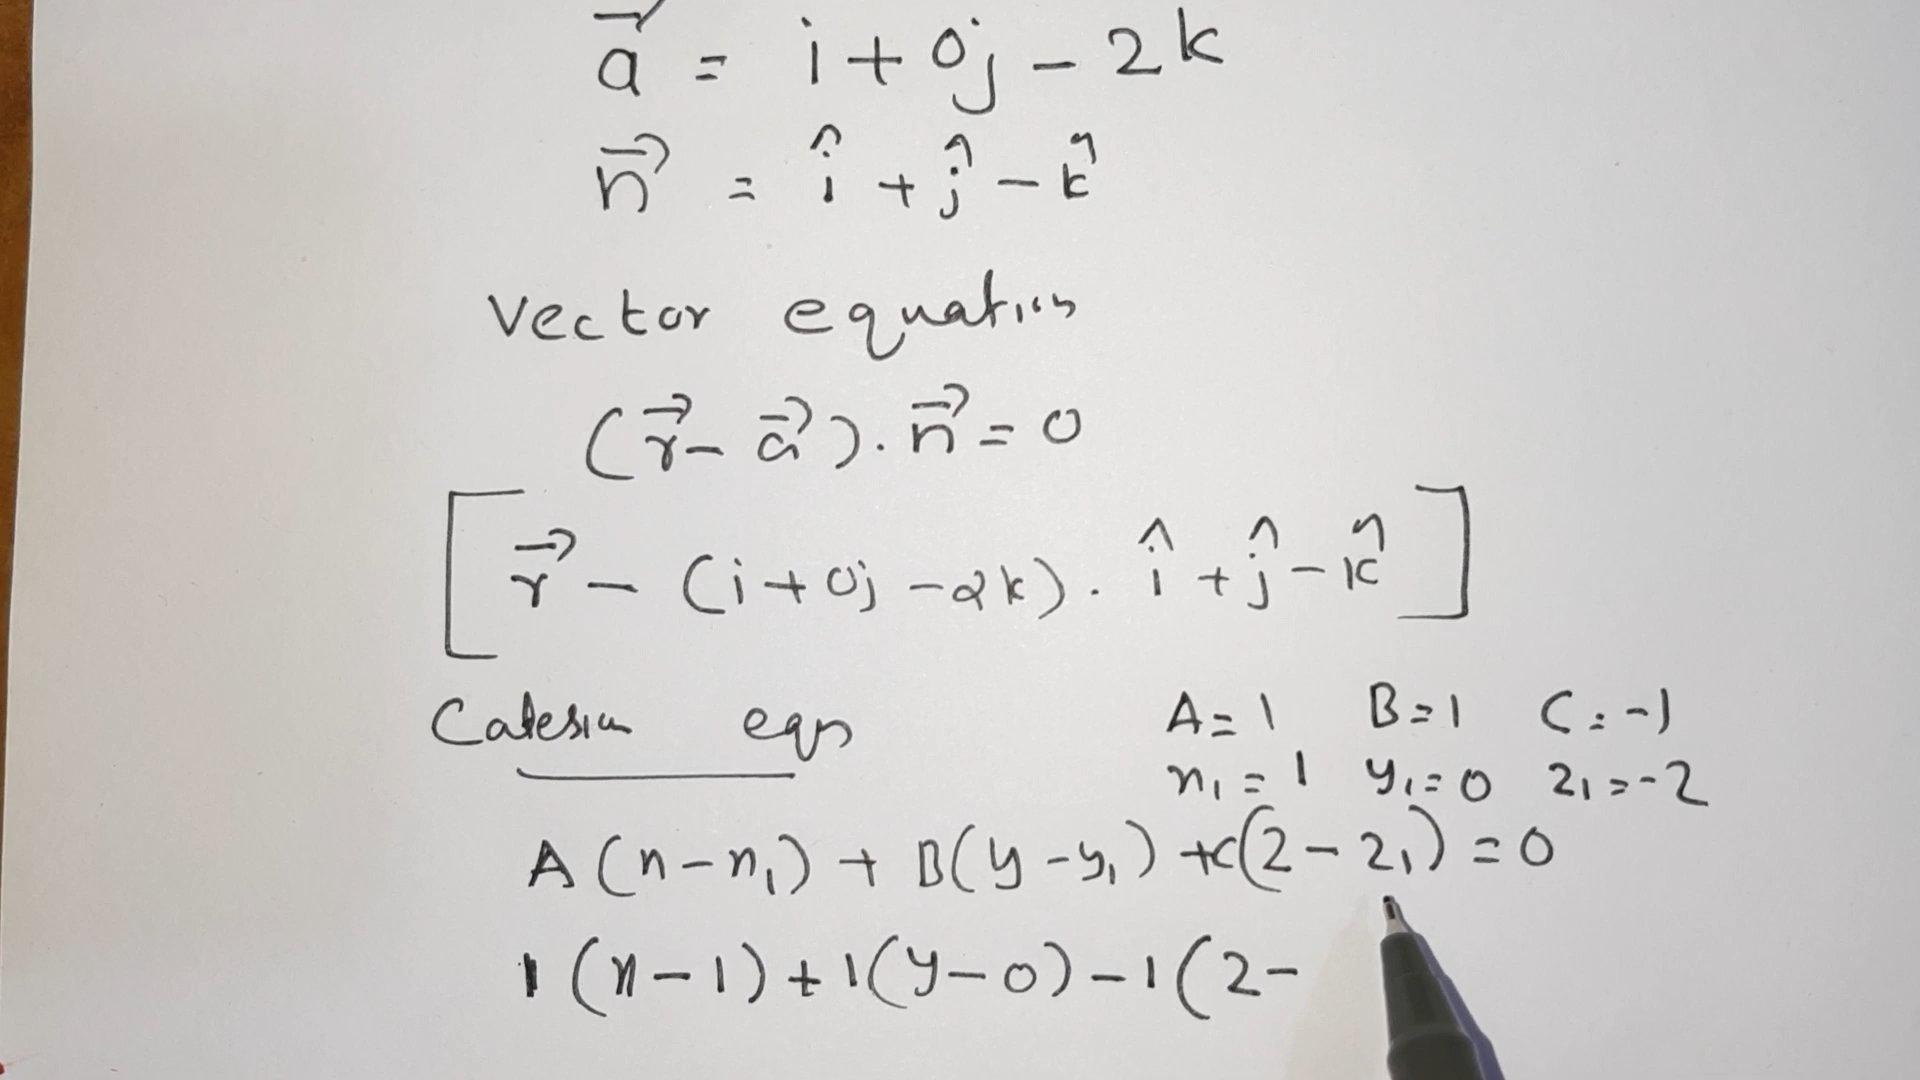 a⃗ = i + 0j - 2k
n⃗ = î + ĵ - k̂
Vector equation
(r⃗ - a⃗). n⃗ = 0
[r⃗ - (i + 0j - 2k). î + ĵ - k̂]
Catesian eqn
A = 1 B = 1 C = -1
x₁ = 1 y₁ = 0 z₁ = -2
A(x - x₁) + B(y - y₁) + C(z - z₁) = 0
1(x - 1) + 1(y - 0) - 1(z -